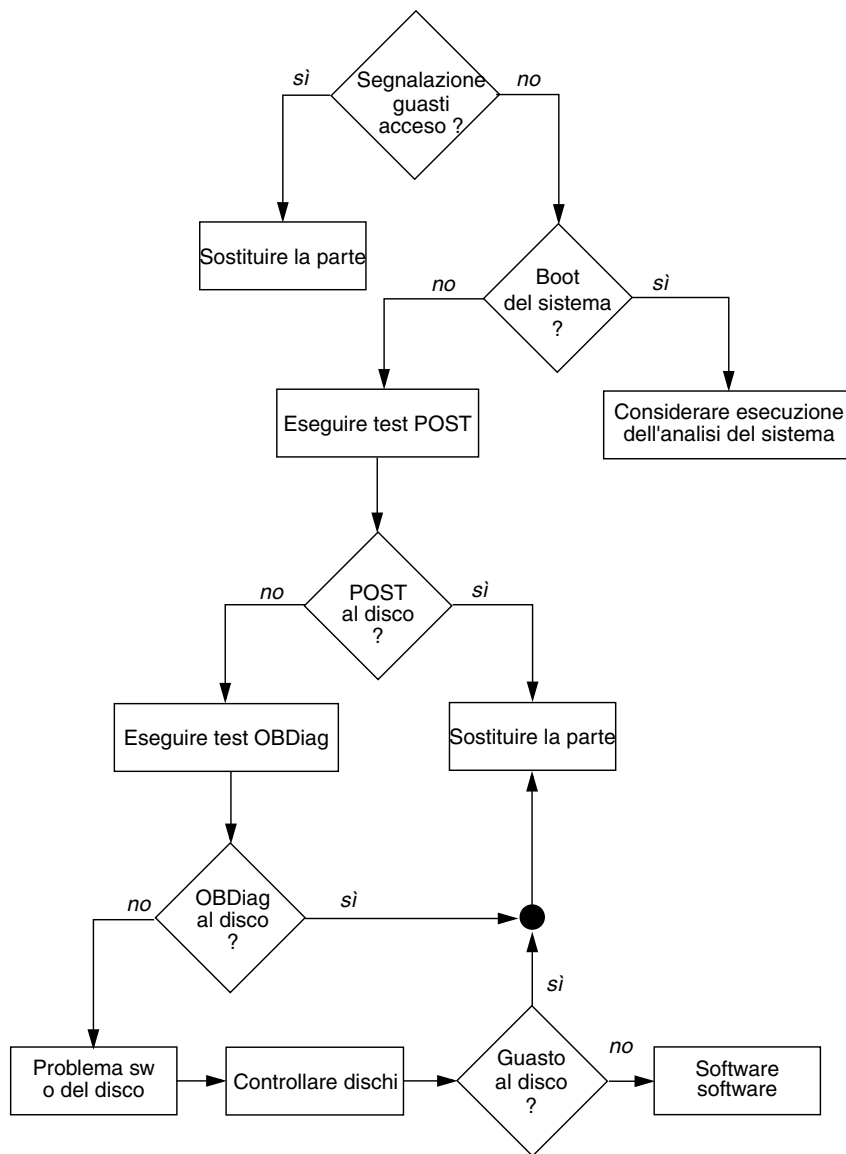 sì
Segnalazione
guasti
acceso ?
no
Sostituire la parte
no
Boot
del sistema
?
sì
Eseguire test POST
Considerare esecuzione
dell'analisi del sistema
no
POST
al disco
?
sì
Eseguire test OBDiag
Sostituire la parte
no
OBDiag
al disco
?
sì
sì
Problema sw
o del disco
Controllare dischi
Guasto
al disco
?
no
Software
software